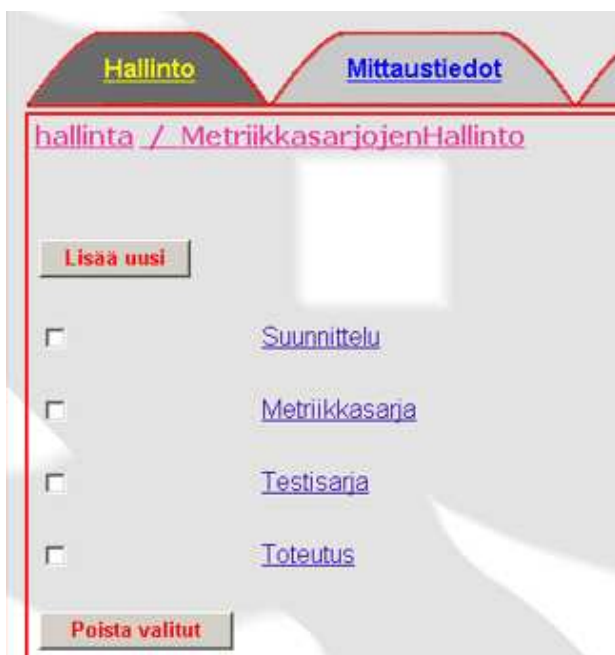 Hallinto Mittaustiedot
hallinta / MetriikkasarjojenHallinto
Lisää uusi
Suunnittelu
Metriikkasarja
Testisarja
Toteutus
Poista valitut